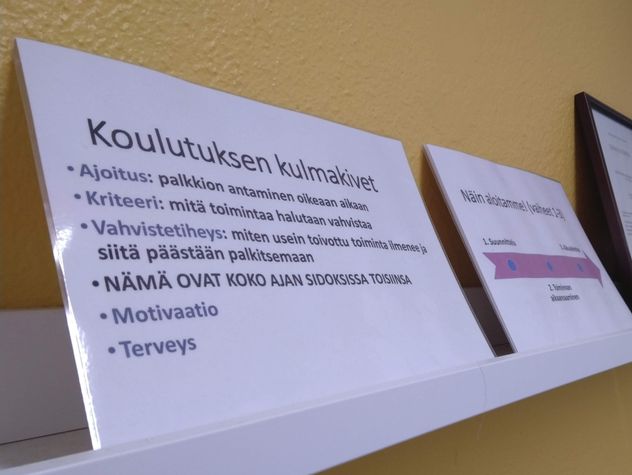 Koulutuksen kulmakivet
• Ajoitus: palkkion antaminen oikeaan aikaan
• Kriteeri: mitä toimintaa halutaan vahvistaa
• Vahvistetiheys: miten usein toivottu toiminta ilmenee ja
siitä päästään palkitsemaan
• NÄMÄ OVAT KOKO AJAN SIDOKSISSA TOISIINSA
• Motivaatio
• Terveys
Näin aloitamme! (vaiheet 1-3)
1. Suunnittelu
2. Toiminnan
aikaansaaminen